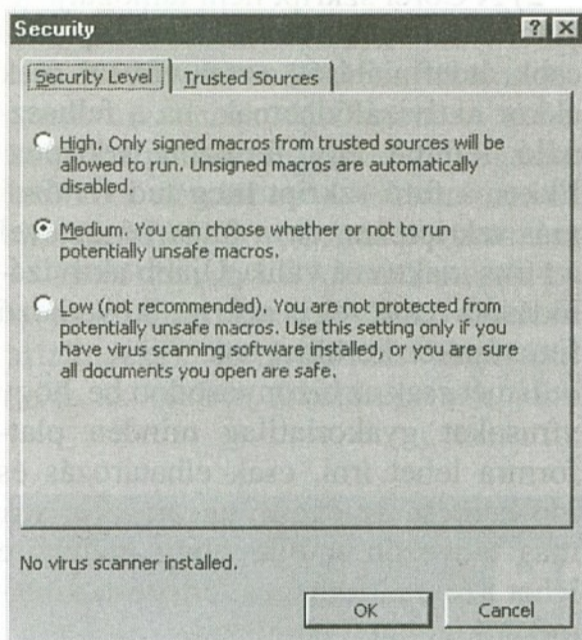 Security
Security Level
Trusted Sources
High. Only signed macros from trusted sources will be
allowed to run. Unsigned macros are automatically
disabled.
Medium. You can choose whether or not to run
potentially unsafe macros.
Low (not recommended). You are not protected from
potentially unsafe macros. Use this setting only if you
have virus scanning software installed, or you are sure
all documents you open are safe.
No virus scanner installed.
OK
Cancel